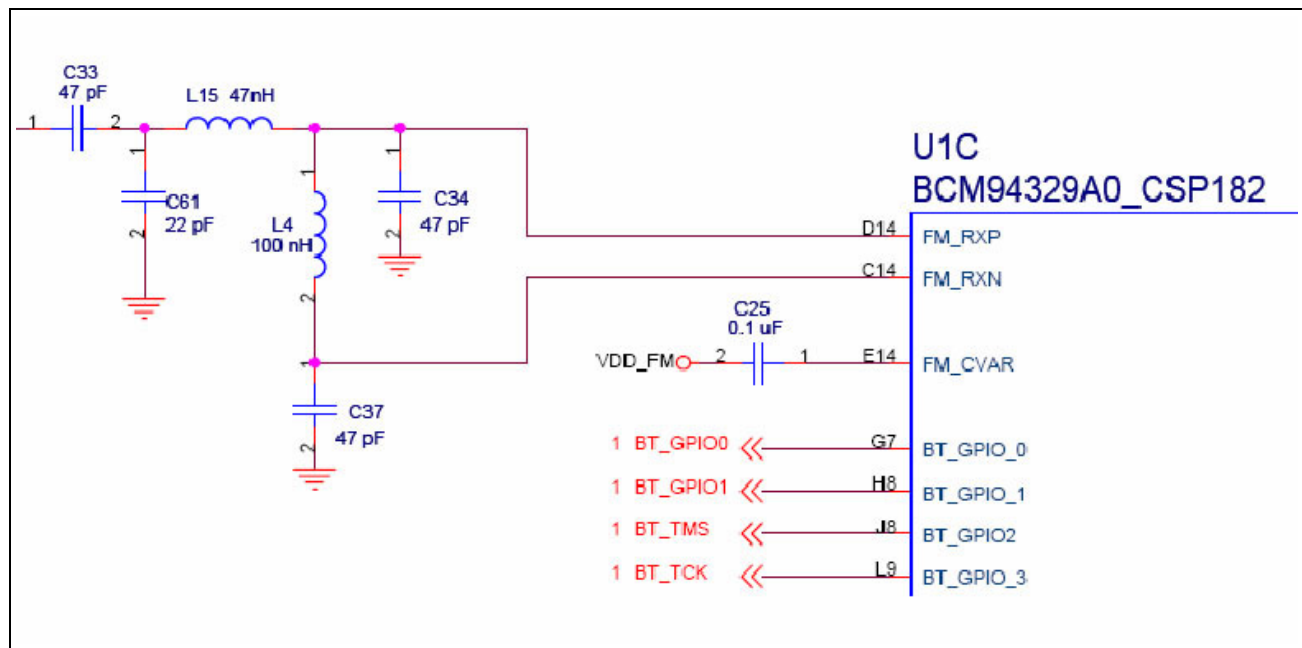 C33
47 pF
L15 47nH
1
2
1
C61
22 pF
2
1
L4
100 nH
2
1
C34
47 pF
2
1
C37
47 pF
2
U1C
BCM94329A0_CSP182
D14 FM_RXP
C14 FM_RXN
C25
0.1 uF
VDD_FM 2 1 E14 FM_CVAR
1 BT_GPIO0 G7 BT_GPIO_0
1 BT_GPIO1 H8 BT_GPIO_1
1 BT_TMS J8 BT_GPIO2
1 BT_TCK L9 BT_GPIO_3